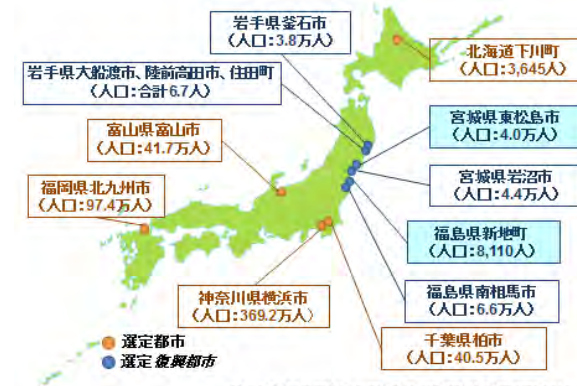 岩手県釜石市
(人口:3.8万人)
北海道下川町
(人口:3,645人)
岩手県大船渡市、陸前高田市、住田町
(人口:合計6.7人)
宮城県東松島市
(人口:4.0万人)
富山県富山市
(人口:41.7万人)
宮城県岩沼市
(人口:4.4万人)
福岡県北九州市
(人口:97.4万人)
福島県新地町
(人口:8,110人)
神奈川県横浜市
(人口:369.2万人)
福島県南相馬市
(人口:6.6万人)
千葉県柏市
(人口:40.5万人)
選定都市
選定復興都市